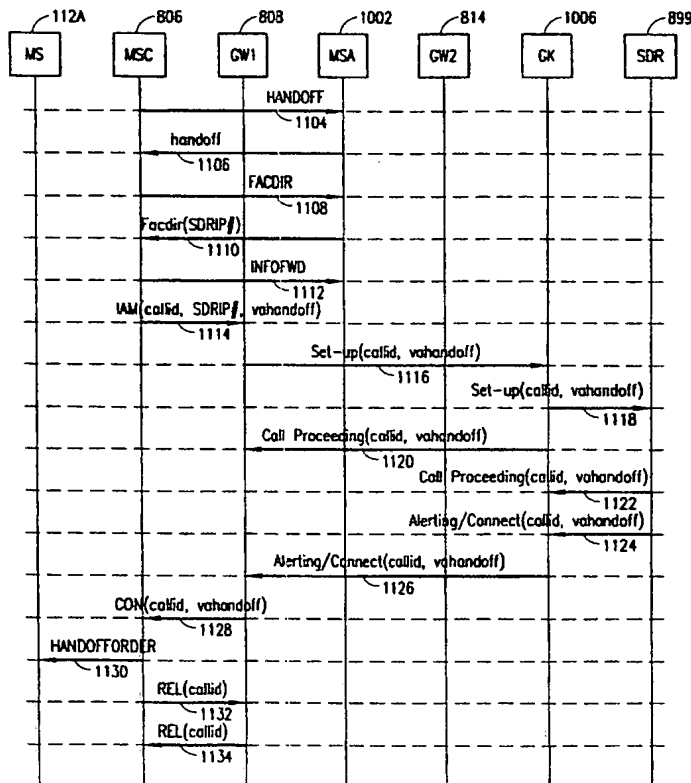 112A 806 808 1002 814 1006 899
MS MSC GW1 MSA GW2 GK SDR
HANDOFF
1104
handoff
1106
FACDIR
1108
Facdir(SDRIP#)
1110
INFOFWD
1112
IAM(callid, SDRIP#, vahandoff)
1114
Set-up(callid, vahandoff)
1116
Set-up(callid, vahandoff)
1118
Call Proceeding(callid, vahandoff)
1120
Call Proceeding(callid, vahandoff)
1122
Alerting/Connect(callid, vahandoff)
1124
Alerting/Connect(callid, vahandoff)
1126
CON(callid, vahandoff)
1128
HANDOFFORDER
1130
REL(callid)
1132
REL(callid)
1134